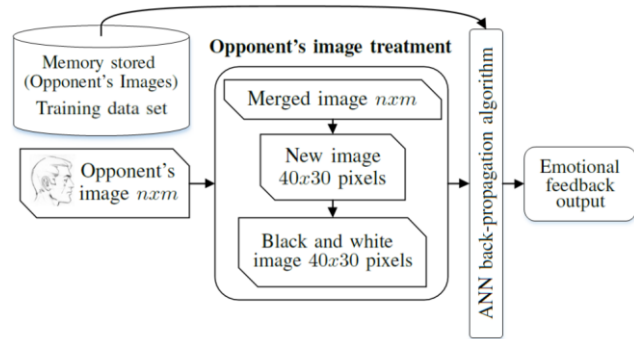 Memory stored
(Opponent's Images)
Training data set
Opponent's image treatment
Merged image nxm
Opponent's
image nxm
New image
40x30 pixels
Black and white
image 40x30 pixels
ANN back-propagation algorithm
Emotional
feedback
output